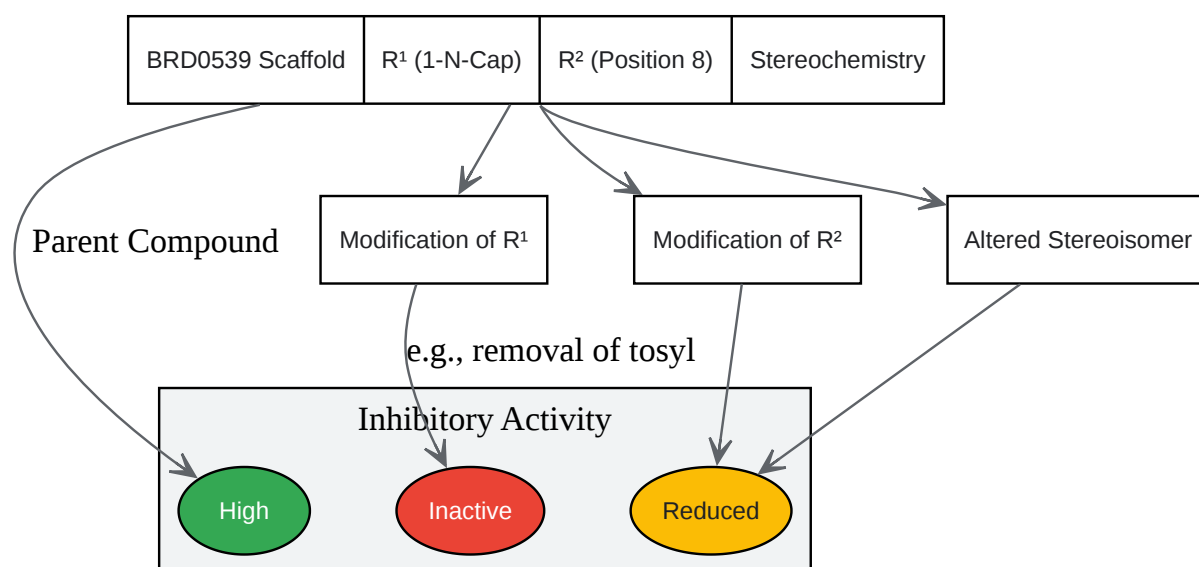 BRD0539 Scaffold
R¹ (1-N-Cap)
R² (Position 8)
Stereochemistry
Parent Compound
Modification of R¹
Modification of R²
Altered Stereoisomer
e.g., removal of tosyl
Inhibitory Activity
High
Inactive
Reduced